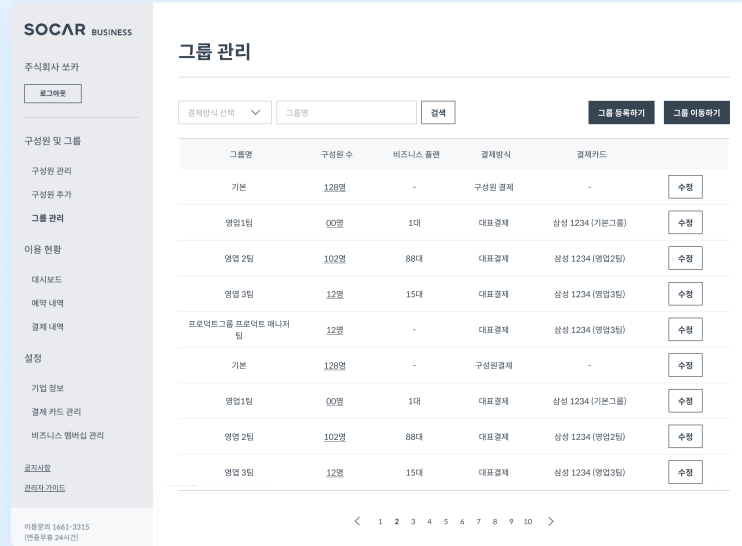 SOCAR BUSINESS
주식회사 쏘카
로그아웃
구성원 및 그룹
구성원 관리
구성원 추가
그룹 관리
이용 현황
대시보드
예약 내역
결제 내역
설정
기업 정보
결제 카드 관리
비즈니스 멤버십 관리
공지사항
관리자 가이드
이용문의 1661-3315
(연중무휴 24시간)
그룹 관리
결제방식 선택 그룹명 검색 그룹 등록하기 그룹 이동하기
그룹명 구성원 수 비즈니스 플랜 결제방식 결제카드
기본 128명 - 구성원 결제 - 수정
영업1팀 00명 1대 대표결제 삼성 1234 (기본그룹) 수정
영업 2팀 102명 88대 대표결제 삼성 1234 (영업2팀) 수정
영업 3팀 12명 15대 대표결제 삼성 1234 (영업3팀) 수정
프로덕트그룹 프로덕트 매니저
팀 12명 - 대표결제 삼성 1234 (영업3팀) 수정
기본 128명 - 구성원결제 - 수정
영업1팀 00명 1대 대표결제 삼성 1234 (기본그룹) 수정
영업 2팀 102명 88대 대표결제 삼성 1234 (영업2팀) 수정
영업 3팀 12명 15대 대표결제 삼성 1234 (영업3팀) 수정
< 1 2 3 4 5 6 7 8 9 10 >